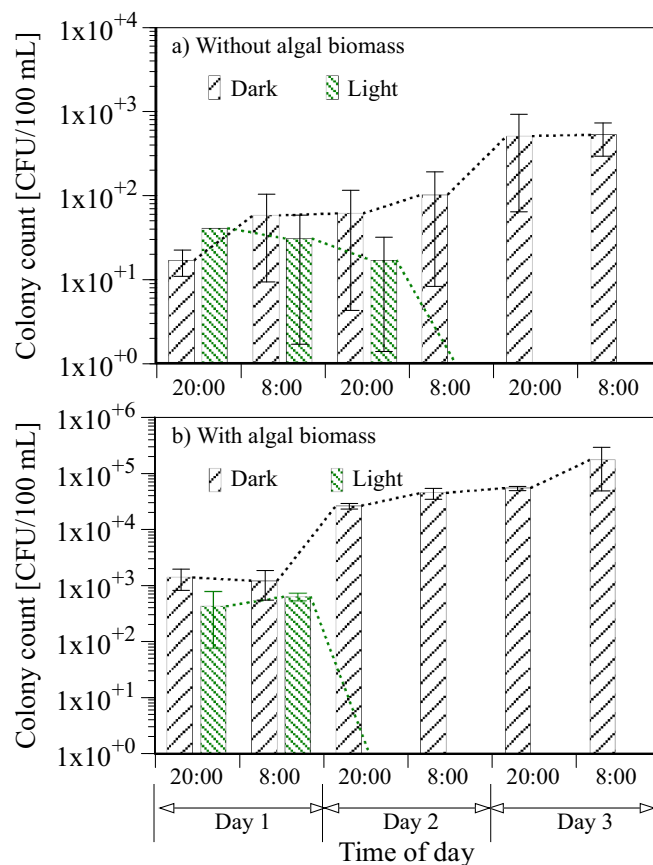 a) Without algal biomass
Dark Light
Colony count [CFU/100 mL]
1x10+4
1x10+3
1x10+2
1x10+1
1x10+0
20:00 8:00 20:00 8:00 20:00 8:00
b) With algal biomass
Dark Light
Colony count [CFU/100 mL]
1x10+6
1x10+5
1x10+4
1x10+3
1x10+2
1x10+1
1x10+0
20:00 8:00 20:00 8:00 20:00 8:00
Day 1 Day 2 Day 3
Time of day